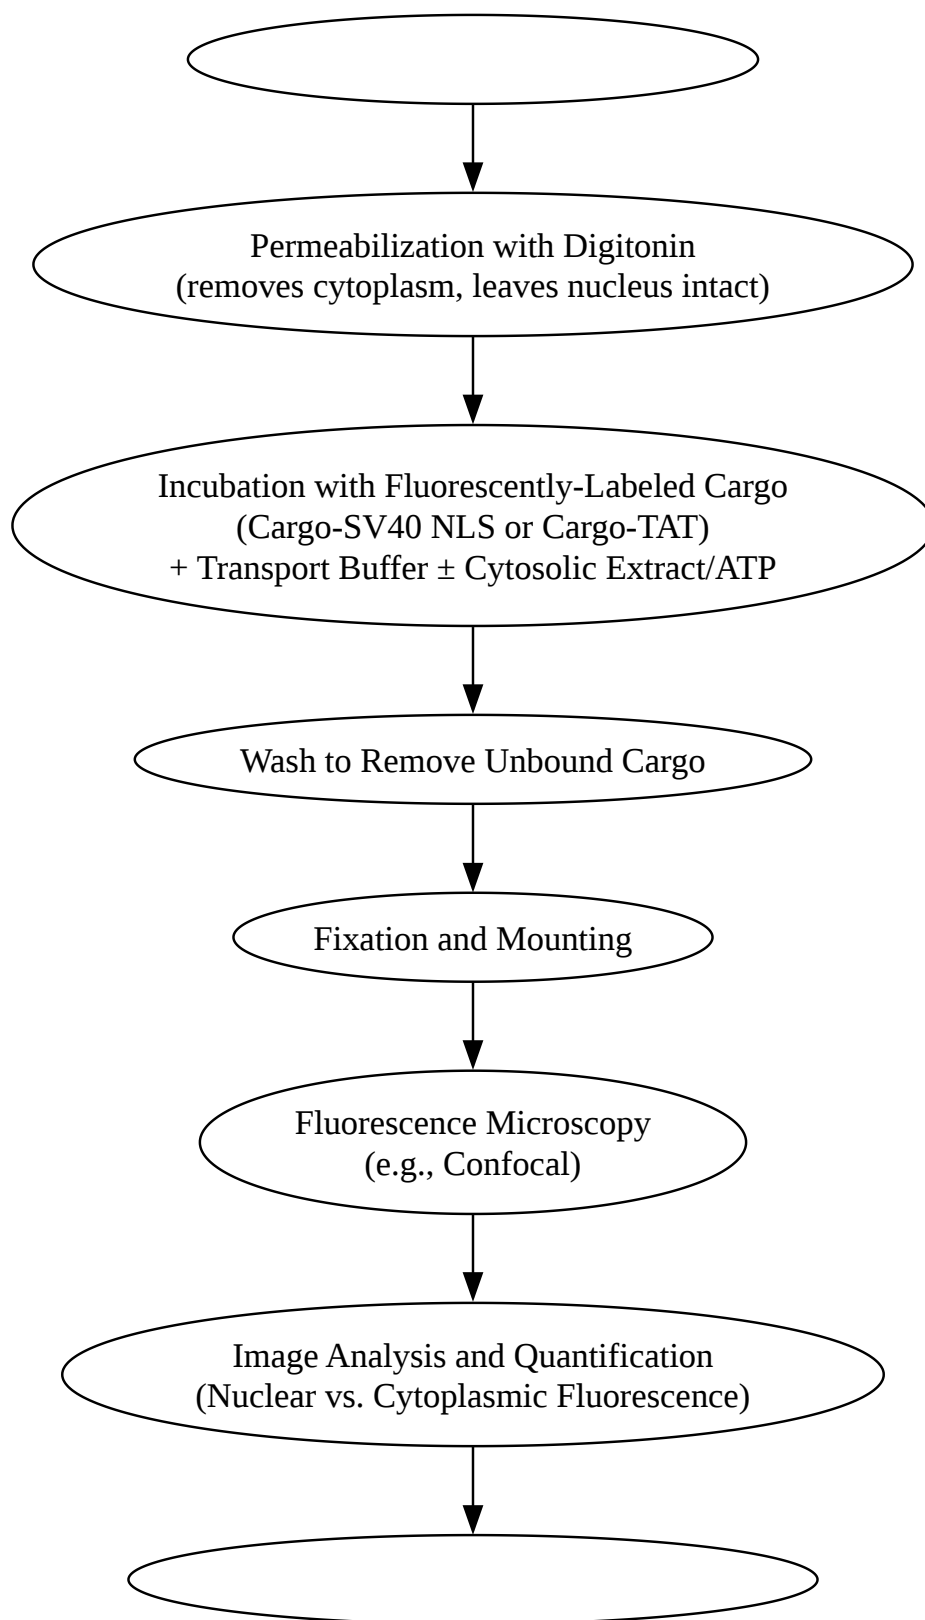 Permeabilization with Digitonin
(removes cytoplasm, leaves nucleus intact)
Incubation with Fluorescently-Labeled Cargo
(Cargo-SV40 NLS or Cargo-TAT)
+ Transport Buffer ± Cytosolic Extract/ATP
Wash to Remove Unbound Cargo
Fixation and Mounting
Fluorescence Microscopy
(e.g., Confocal)
Image Analysis and Quantification
(Nuclear vs. Cytoplasmic Fluorescence)